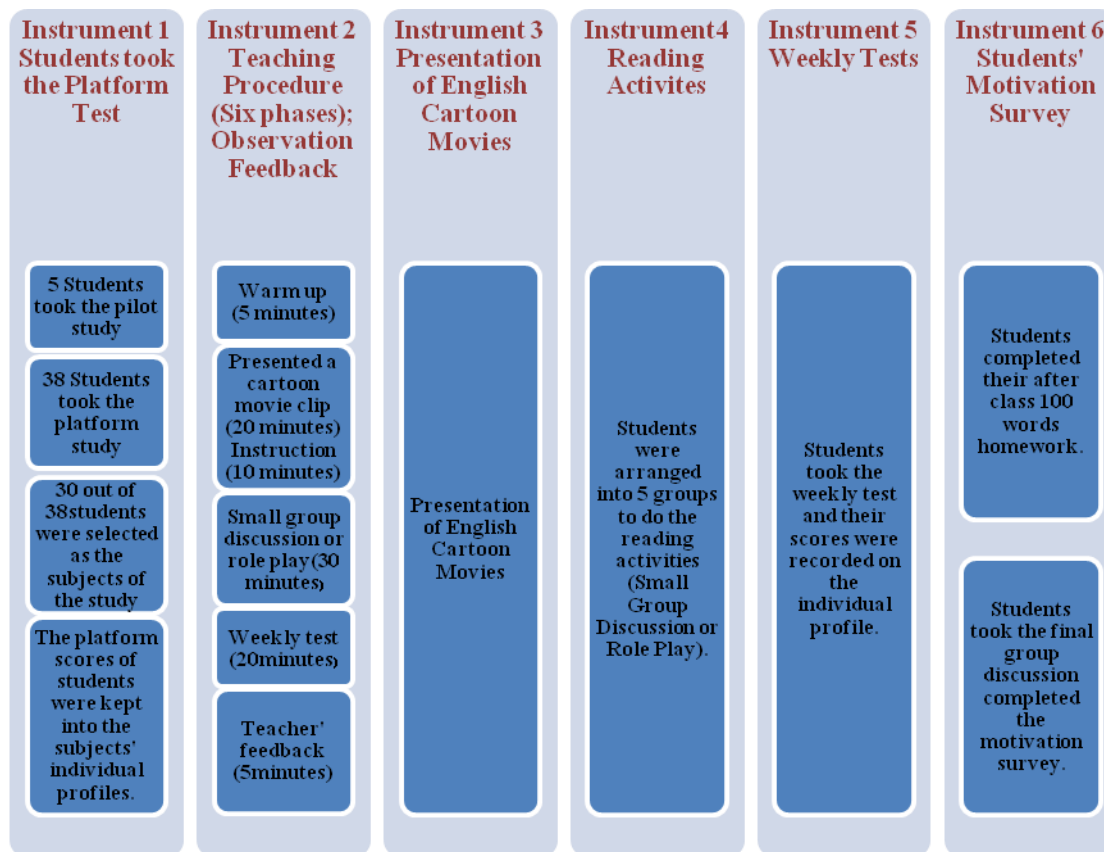 Instrument 1
Students took
the Platform
Test
5 Students
took the pilot
study
38 Students
took the
platform
study
30 out of
38students
were selected
as the
subjects of
the study
The platform
scores of
students
were kept
into the
subjects'
individual
profiles.
Instrument 2
Teaching
Procedure
(Six phases);
Observation
Feedback
Warm up
(5 minutes)
Presented a
cartoon
movie clip
(20 minutes)
Instruction
(10 minutes)
Small group
discussion or
role play(30
minutes)
Weekly test
(20minutes)
Teacher’
feedback
(5minutes)
Instrument 3
Presentation
of English
Cartoon
Movies
Presentation
of English
Cartoon
Movies
Instrument4
Reading
Activites
Students
were
arranged
into 5 groups
to do the
reading
activities
(Small
Group
Discussion or
Role Play).
Instrument 5
Weekly Tests
Students
took the
weekly test
and their
scores were
recorded on
the
individual
profile.
Instrument 6
Students'
Motivation
Survey
Students
completed
their after
class 100
words
homework.
Students
took the final
group
discussion
completed
the
motivation
survey.